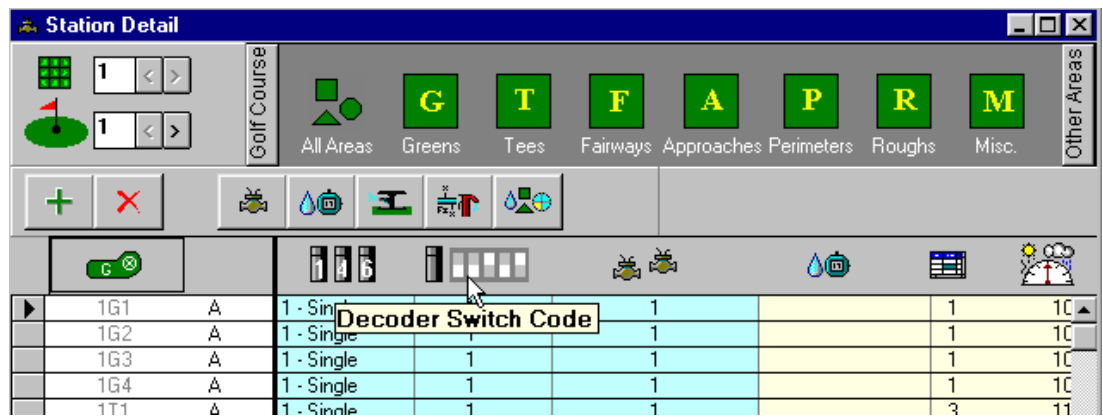 Station Detail
1
1
Golf Course
G T F A P R M
All Areas Greens Tees Fairways Approaches Perimeters Roughs Misc.
Other Areas
G
1 4 6
1G1 A 1 - Sin 1 1 10
Decoder Switch Code
1G2 A 1 - Single 1 1 1 10
1G3 A 1 - Single 1 1 1 10
1G4 A 1 - Single 1 1 1 10
1T1 A 1 - Single 1 1 3 11